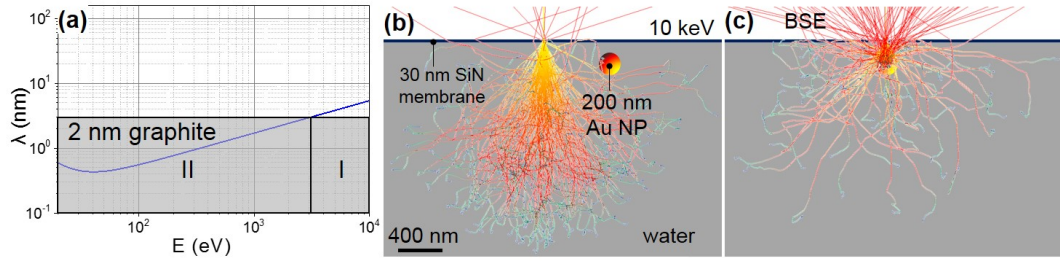 (a)
10²
10¹
10⁰
10⁻¹
λ (nm)
2 nm graphite
II
I
10²
10³
10⁴
E (eV)
(b)
10 keV
30 nm SiN
membrane
200 nm
Au NP
400 nm
water
(c)
BSE